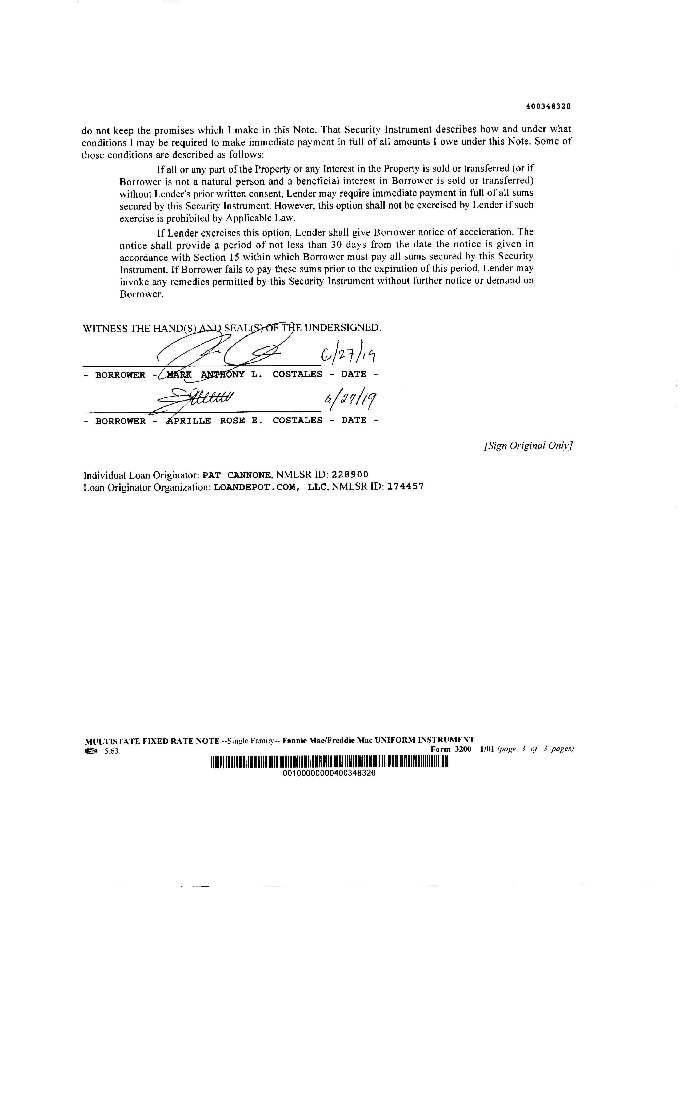 400348320
do not keep the promises which I make in this Note. That Security Instrument describes how and under what
conditions I may be required to make immediate payment in full of all amounts I owe under this Note. Some of
those conditions are described as follows:
If all or any part of the Property or any Interest in the Property is sold or transferred (or if
Borrower is not a natural person and a beneficial interest in Borrower is sold or transferred)
without Lender's prior written consent, Lender may require immediate payment in full of all sums
secured by this Security Instrument. However, this option shall not be exercised by Lender if such
exercise is prohibited by Applicable Law.
If Lender exercises this option, Lender shall give Borrower notice of acceleration. The
notice shall provide a period of not less than 30 days from the date the notice is given in
accordance with Section 15 within which Borrower must pay all sums secured by this Security
Instrument. If Borrower fails to pay these sums prior to the expiration of this period, Lender may
invoke any remedies permitted by this Security Instrument without further notice or demand on
Borrower.
WITNESS THE HAND(S) AND SEAL(S) OF THE UNDERSIGNED.
6/27/19
- BORROWER - MARK ANTHONY L. COSTALES - DATE -
6/27/19
- BORROWER - APRILLE ROSE E. COSTALES - DATE -
[Sign Original Only]
Individual Loan Originator: PAT CANNONE, NMLSR ID: 228900
Loan Originator Organization: LOANDEPOT.COM, LLC, NMLSR ID: 174457
MULTISTATE FIXED RATE NOTE--Single Family--Fannie Mae/Freddie Mac UNIFORM INSTRUMENT
5.63 Form 3200 1/01 (page 3 of 3 pages)
00100000000400348320